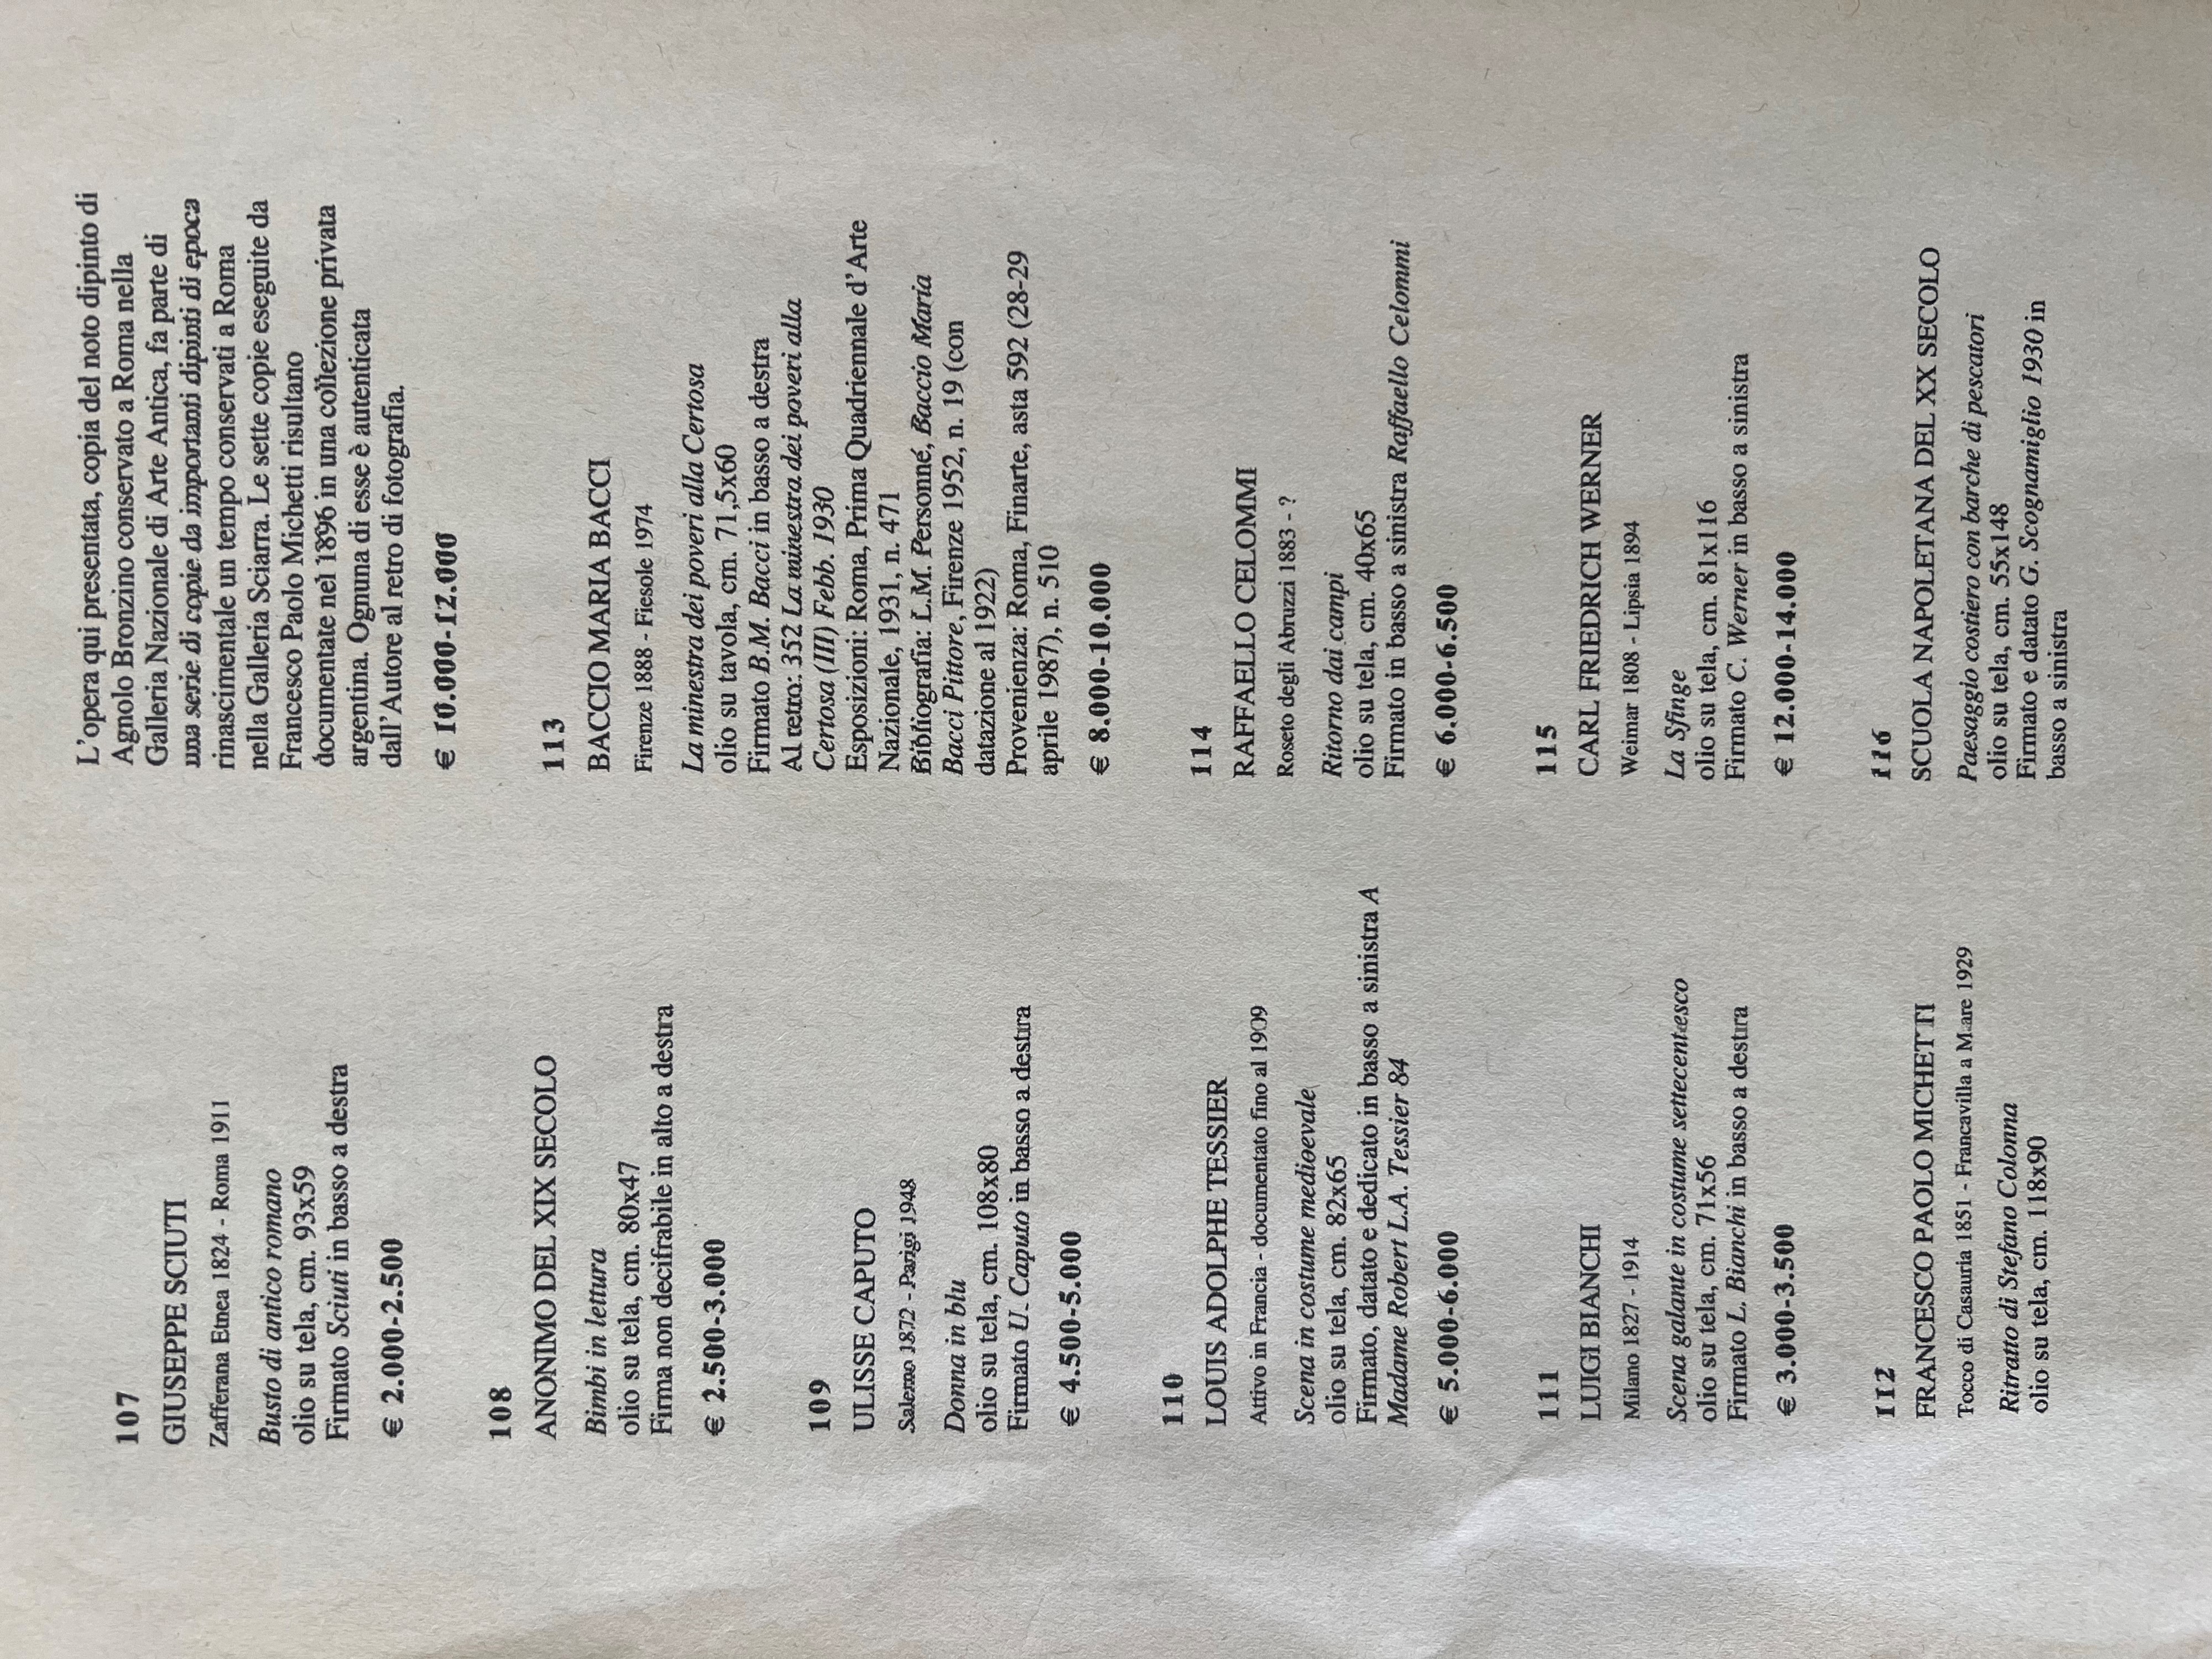 107
GIUSEPPE SCIUTI
Zafferana Etnea 1824 - Roma 1911
Busto di antico romano
olio su tela, cm. 93x59
Firmato Sciuti in basso a destra
€ 2.000-2.500
108
ANONIMO DEL XIX SECOLO
Bimbi in lettura
olio su tela, cm. 80x47
Firma non decifrabile in alto a destra
€ 2.500-3.000
109
ULISSE CAPUTO
Salerno 1872 - Parigi 1948
Donna in blu
olio su tela, cm. 108x80
Firmato U. Caputo in basso a destra
€ 4.500-5.000
110
LOUIS ADOLPHE TESSIER
Attivo in Francia - documentato fino al 1909
Scena in costume medioevale
olio su tela, cm. 82x65
Firmato, datato e dedicato in basso a sinistra A
Madame Robert L.A. Tessier 84
€ 5.000-6.000
111
LUIGI BIANCHI
Milano 1827 - 1914
Scena galante in costume settecentesco
olio su tela, cm. 71x56
Firmato L. Bianchi in basso a destra
€ 3.000-3.500
112
FRANCESCO PAOLO MICHETTI
Tocco di Casauria 1851 - Francavilla a Mare 1929
Ritratto di Stefano Colonna
olio su tela, cm. 118x90
L'opera qui presentata, copia del noto dipinto di
Agnolo Bronzino conservato a Roma nella
Galleria Nazionale di Arte Antica, fa parte di
una serie di copie da importanti dipinti di epoca
rinascimentale un tempo conservati a Roma
nella Galleria Sciarra. Le sette copie eseguite da
Francesco Paolo Michetti risultano
documentate nel 1896 in una collezione privata
argentina. Ognuna di esse è autenticata
dall'Autore al retro di fotografia.
€ 10.000-12.000
113
BACCIO MARIA BACCI
Firenze 1888 - Fiesole 1974
La minestra dei poveri alla Certosa
olio su tavola, cm. 71,5x60
Firmato B.M. Bacci in basso a destra
Al retro: 352 La minestra dei poveri alla
Certosa (III) Febb. 1930
Esposizioni: Roma, Prima Quadriennale d'Arte
Nazionale, 1931, n. 471
Bibliografia: L.M. Personné, Baccio Maria
Bacci Pittore, Firenze 1952, n. 19 (con
datazione al 1922)
Provenienza: Roma, Finarte, asta 592 (28-29
aprile 1987), n. 510
€ 8.000-10.000
114
RAFFAELLO CELOMMI
Roseto degli Abruzzi 1883 - ?
Ritorno dai campi
olio su tela, cm. 40x65
Firmato in basso a sinistra Raffaello Celommi
€ 6.000-6.500
115
CARL FRIEDRICH WERNER
Weimar 1808 - Lipsia 1894
La Sfinge
olio su tela, cm. 81x116
Firmato C. Werner in basso a sinistra
€ 12.000-14.000
116
SCUOLA NAPOLETANA DEL XX SECOLO
Paesaggio costiero con barche di pescatori
olio su tela, cm. 55x148
Firmato e datato G. Scognamiglio 1930 in
basso a sinistra